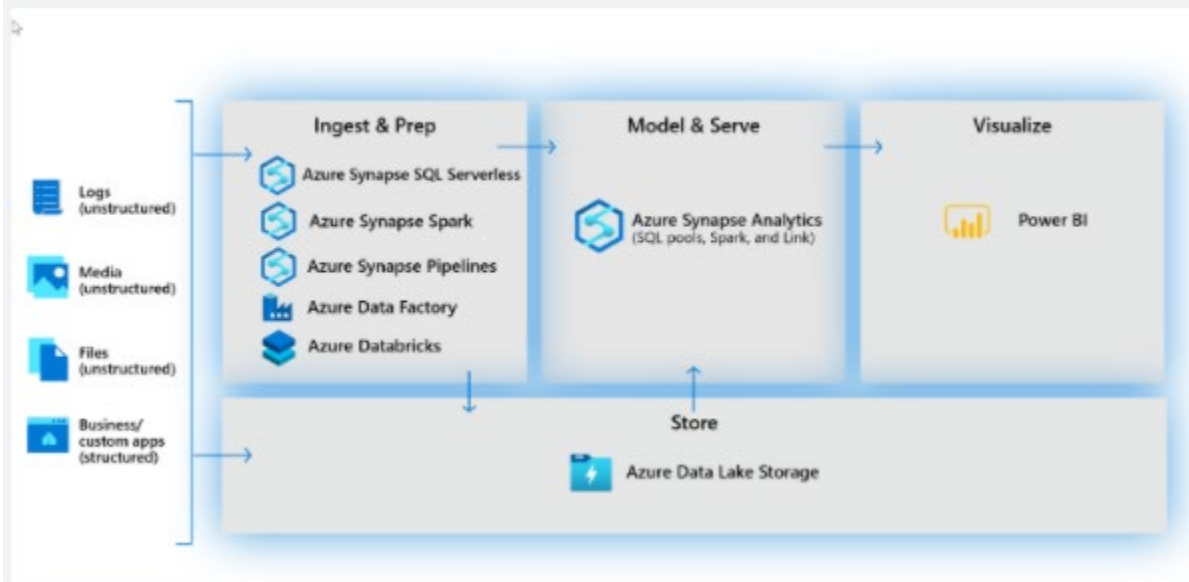 Logs
(unstructured)
Media
(unstructured)
Files
(unstructured)
Business/
custom apps
(structured)
Ingest & Prep
Azure Synapse SQL Serverless
Azure Synapse Spark
Azure Synapse Pipelines
Azure Data Factory
Azure Databricks
Model & Serve
Azure Synapse Analytics
(SQL pools, Spark, and Link)
Visualize
Power BI
Store
Azure Data Lake Storage